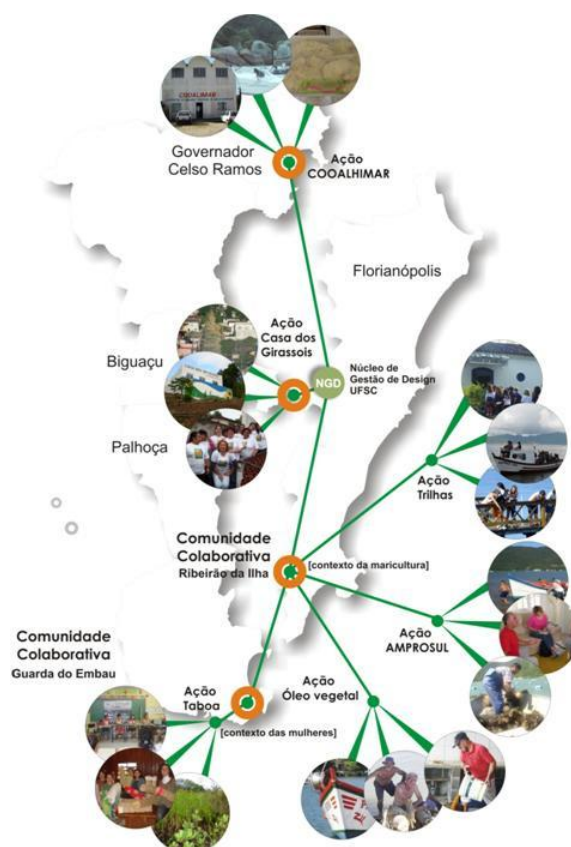 COOALIMAR
Governador
Celso Ramos
Ação
COOALHIMAR
Florianópolis
Ação
Casa dos
Girassois
Biguaçu
NGD
Núcleo de
Gestão de Design
UFSC
Palhoça
Ação
Trilhas
Comunidade
Colaborativa
Ribeirão da Ilha
[contexto da maricultura]
Ação
AMPROSUL
Comunidade
Colaborativa
Guarda do Embau
Ação
Taboa
[contexto das mulheres]
Ação
Óleo vegetal